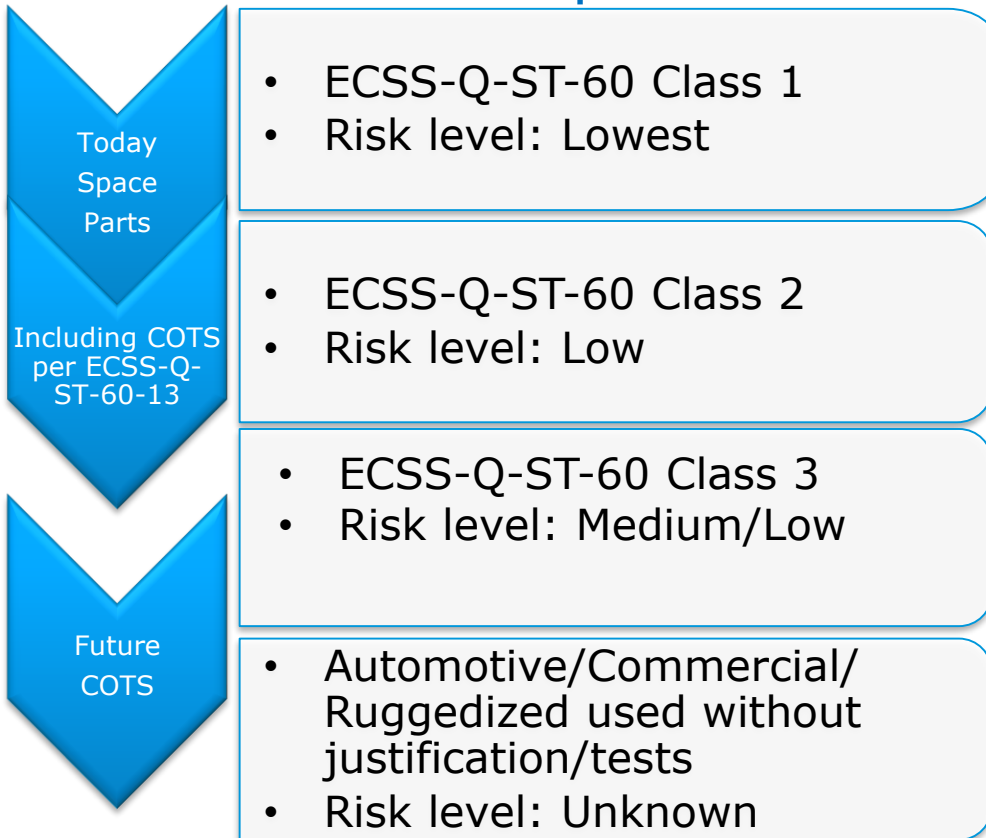 Today
Space
Parts
• ECSS-Q-ST-60 Class 1
• Risk level: Lowest
Including COTS
per ECSS-Q-
ST-60-13
• ECSS-Q-ST-60 Class 2
• Risk level: Low
• ECSS-Q-ST-60 Class 3
• Risk level: Medium/Low
Future
COTS
• Automotive/Commercial/
Ruggedized used without
justification/tests
• Risk level: Unknown